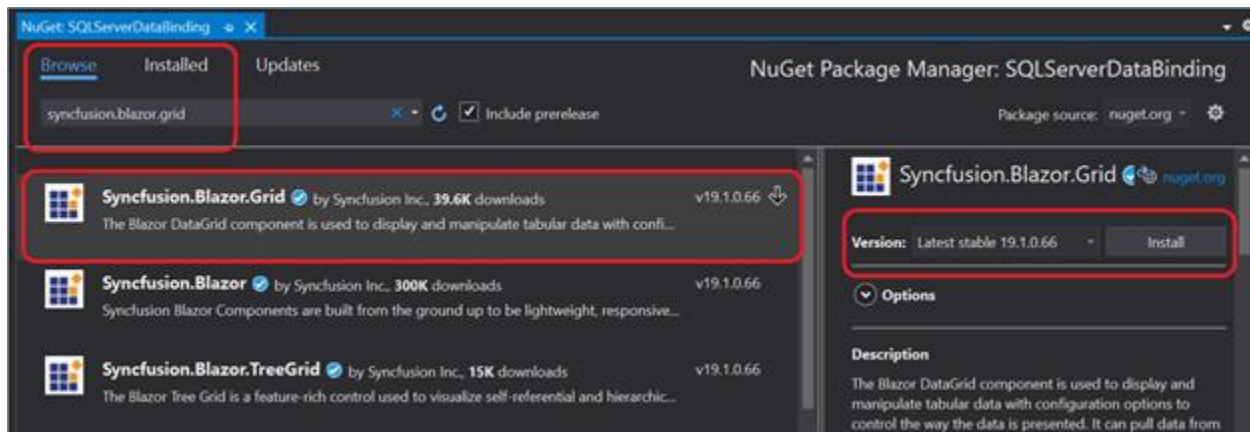 NuGet: SQLServerDataBinding
Browse Installed Updates
NuGet Package Manager: SQLServerDataBinding
syncfusion.blazor.grid
Include prerelease
Package source: nuget.org
Syncfusion.Blazor.Grid by Syncfusion Inc., 39.6K downloads v19.1.0.66
The Blazor DataGrid component is used to display and manipulate tabular data with confi...
Syncfusion.Blazor by Syncfusion Inc., 300K downloads v19.1.0.66
Syncfusion Blazor Components are built from the ground up to be lightweight, responsive...
Syncfusion.Blazor.TreeGrid by Syncfusion Inc., 15K downloads v19.1.0.66
The Blazor Tree Grid is a feature-rich control used to visualize self-referential and hierarchic...
Syncfusion.Blazor.Grid nuget.org
Version: Latest stable 19.1.0.66 Install
Options
Description
The Blazor DataGrid component is used to display and
manipulate tabular data with configuration options to
control the way the data is presented. It can pull data from